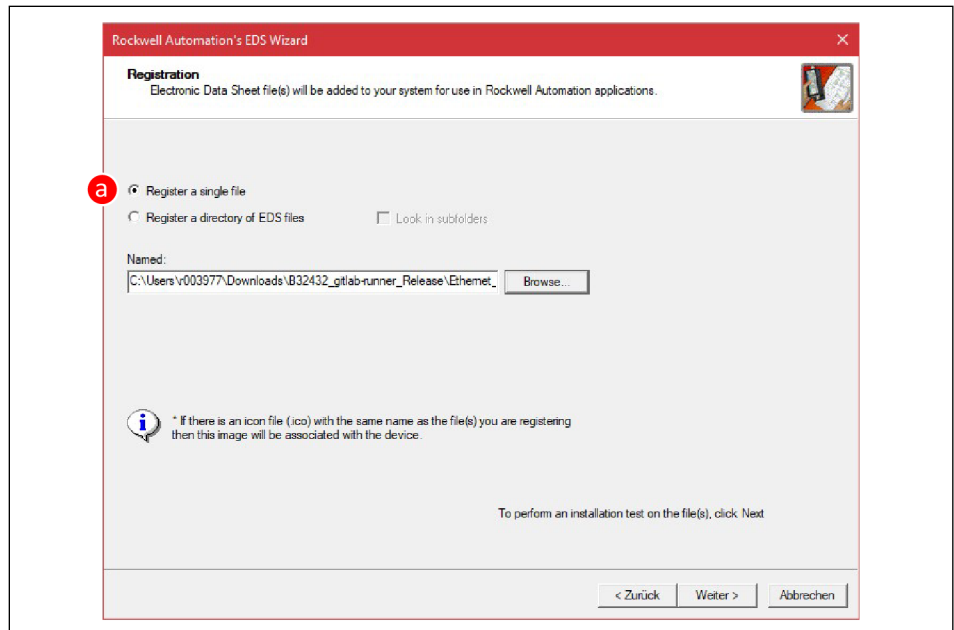 Rockwell Automation's EDS Wizard
Registration
Electronic Data Sheet file(s) will be added to your system for use in Rockwell Automation applications.
a
Register a single file
Register a directory of EDS files
Look in subfolders
Named:
C:\Users\r003977\Downloads\B32432_gitlab-runner_Release\Ethernet_
Browse...
* If there is an icon file (.ico) with the same name as the file(s) you are registering
then this image will be associated with the device.
To perform an installation test on the file(s), click Next
< Zurück
Weiter >
Abbrechen